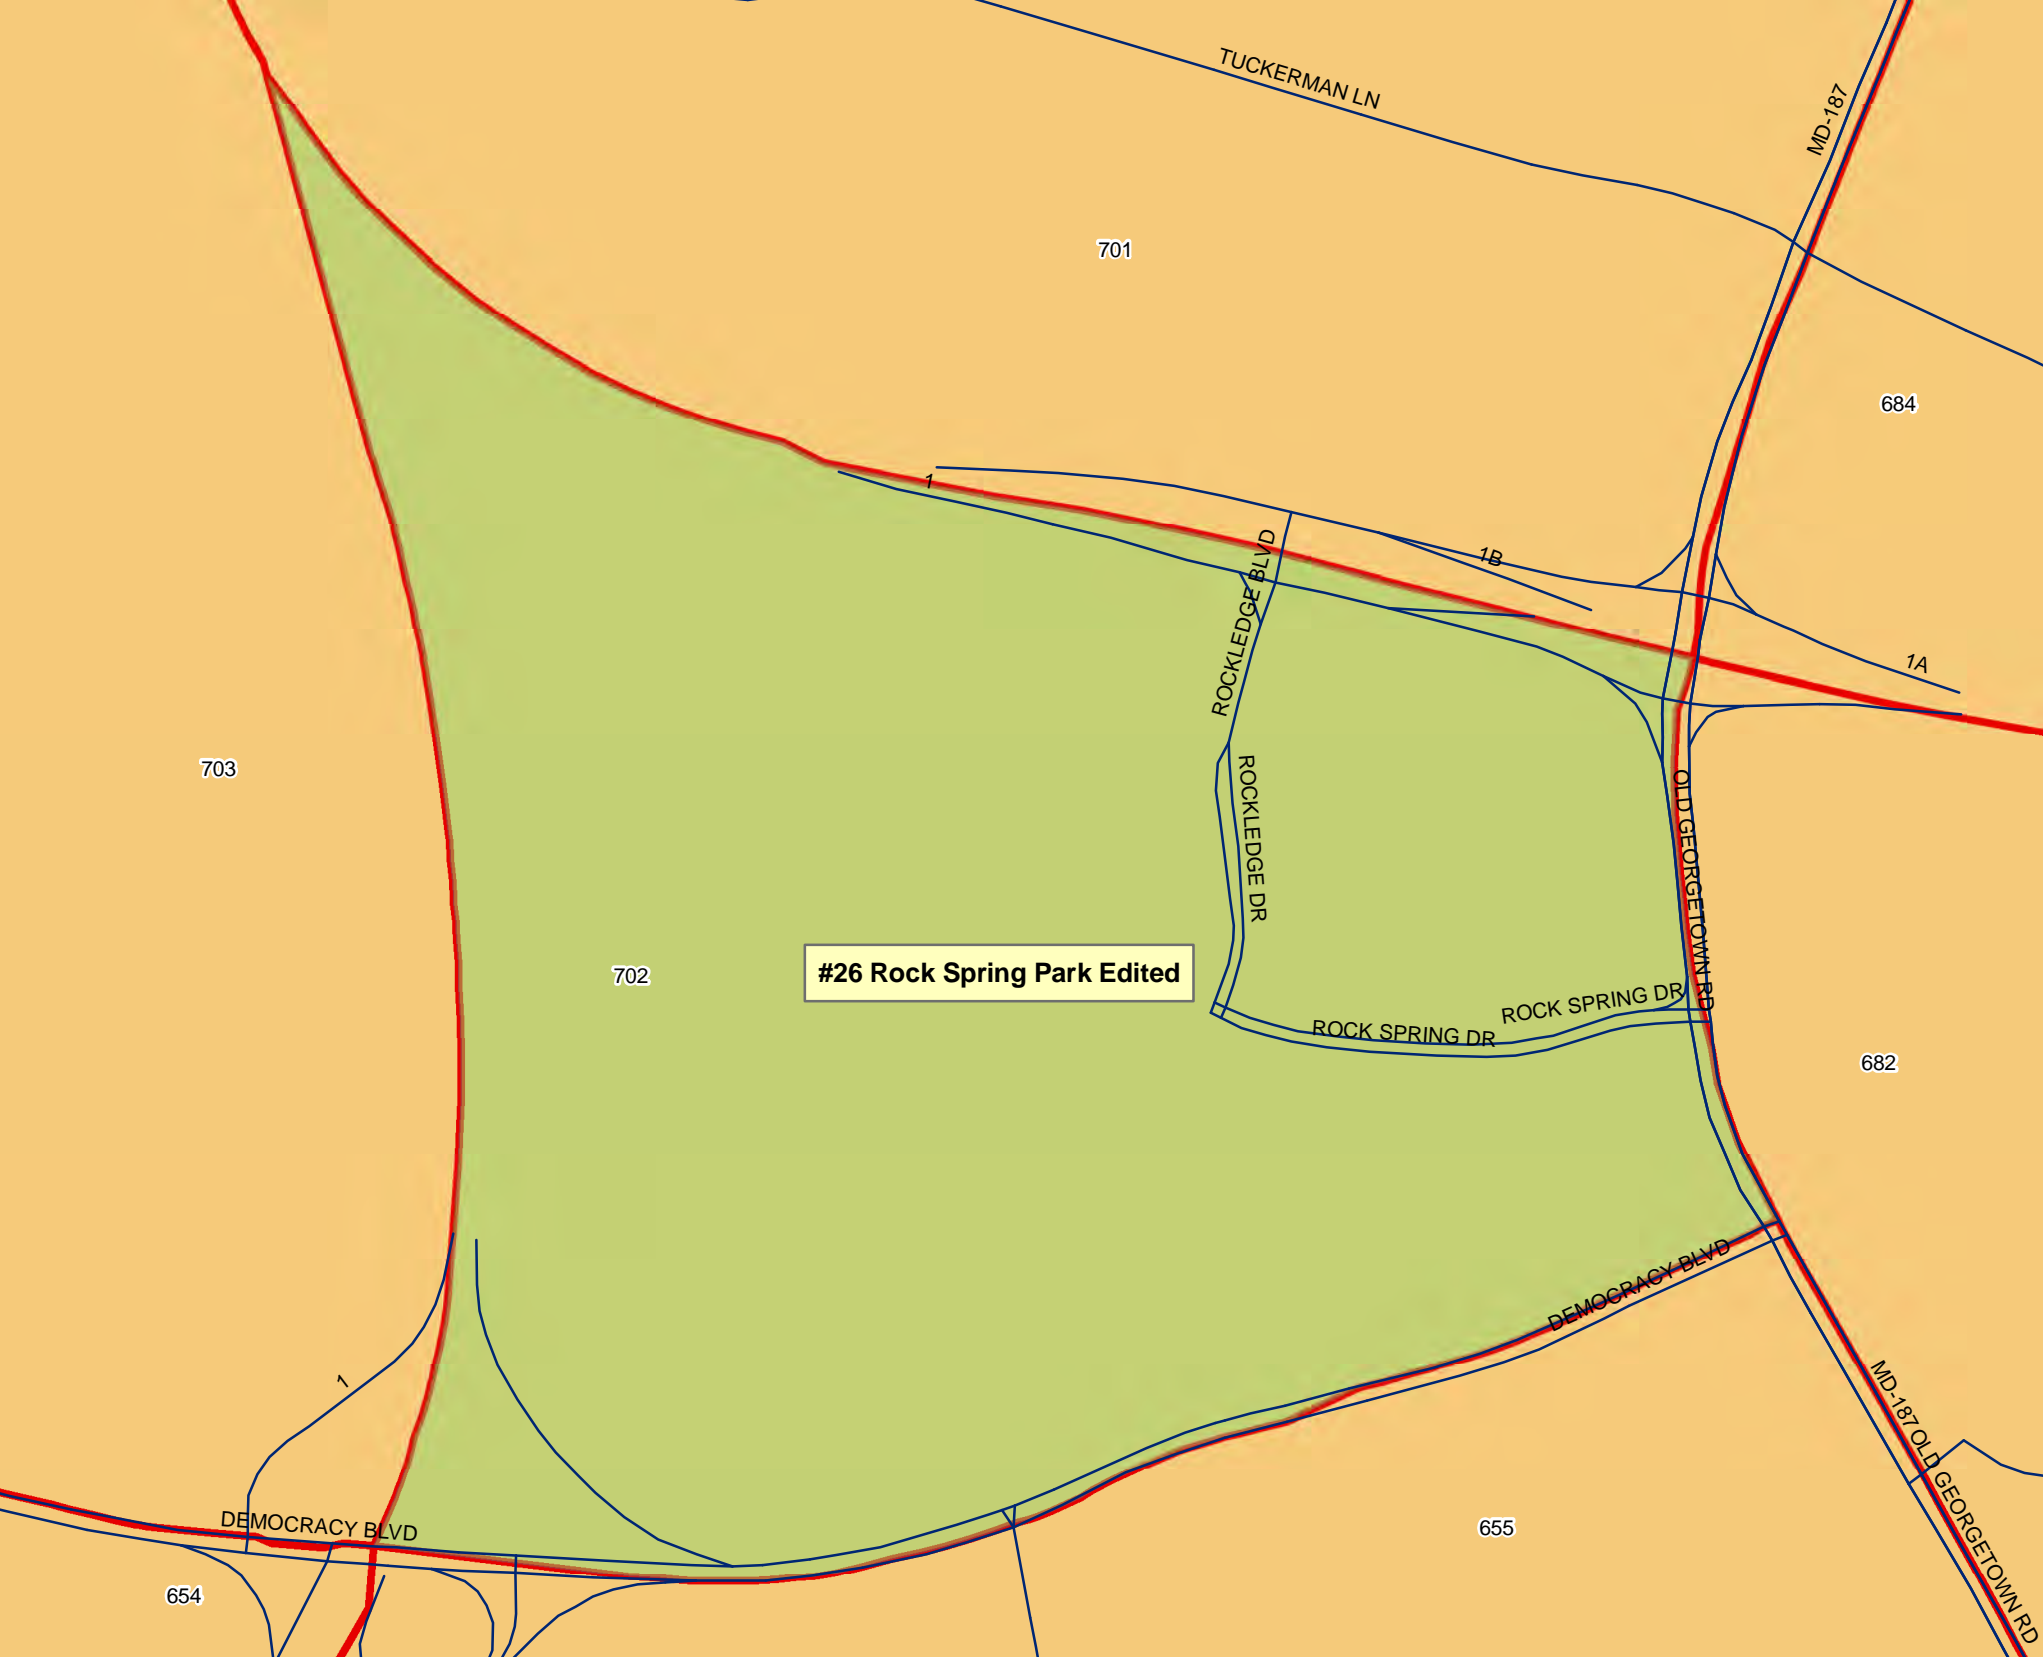 TUCKERMAN LN
MD-187
701
684
1
1B
ROCKLEDGE BLVD
1A
703
ROCKLEDGE DR
OLD GEORGETOWN RD
702
#26 Rock Spring Park Edited
ROCK SPRING DR
ROCK SPRING DR
682
DEMOCRACY BLVD
1
MD-187 OLD GEORGETOWN RD
DEMOCRACY BLVD
655
654